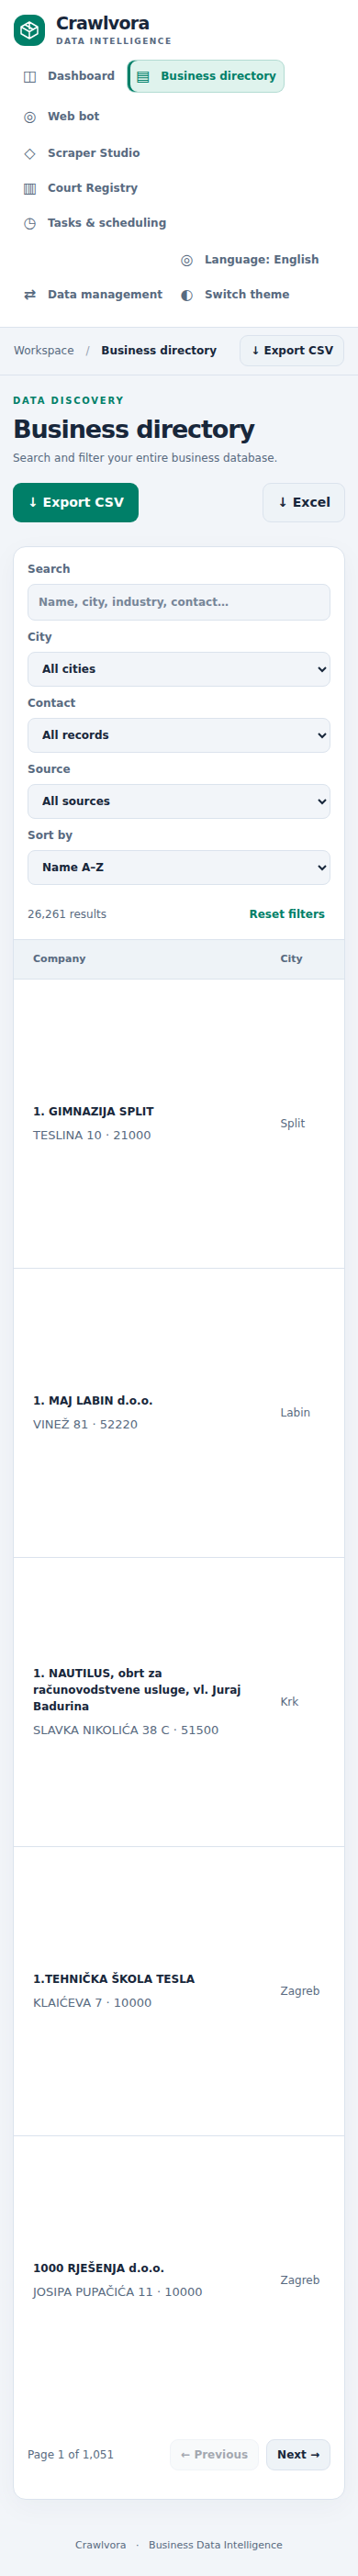 Crawlvora
DATA INTELLIGENCE
Dashboard
Business directory
Web bot
Scraper Studio
Court Registry
Tasks & scheduling
Language: English
Data management
Switch theme
Workspace / Business directory
↓ Export CSV
DATA DISCOVERY
Business directory
Search and filter your entire business database.
↓ Export CSV
↓ Excel
Search
Name, city, industry, contact…
City
All cities
Contact
All records
Source
All sources
Sort by
Name A–Z
26,261 results
Reset filters
Company
City
1. GIMNAZIJA SPLIT
TESLINA 10 · 21000
Split
1. MAJ LABIN d.o.o.
VINEŽ 81 · 52220
Labin
1. NAUTILUS, obrt za
računovodstvene usluge, vl. Juraj
Badurina
SLAVKA NIKOLIĆA 38 C · 51500
Krk
1.TEHNIČKA ŠKOLA TESLA
KLAIĆEVA 7 · 10000
Zagreb
1000 RJEŠENJA d.o.o.
JOSIPA PUPAČIĆA 11 · 10000
Zagreb
Page 1 of 1,051
← Previous
Next →
Crawlvora · Business Data Intelligence